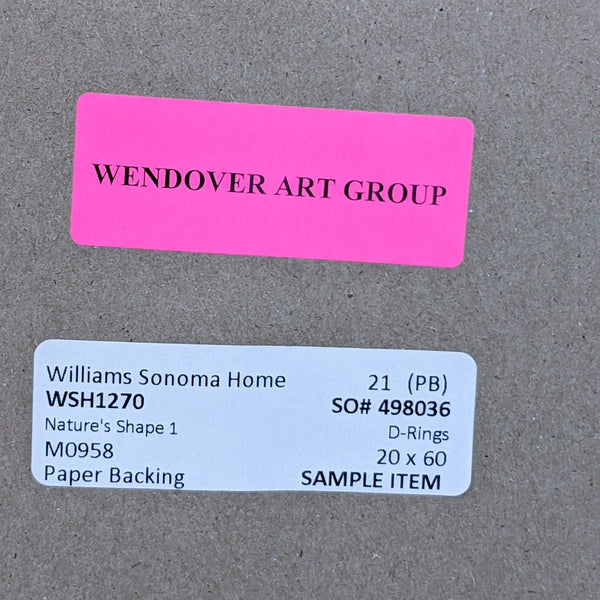 WENDOVER ART GROUP
Williams Sonoma Home 21 (PB)
WSH1270 SO# 498036
Nature's Shape 1 D-Rings
M0958 20 x 60
Paper Backing SAMPLE ITEM